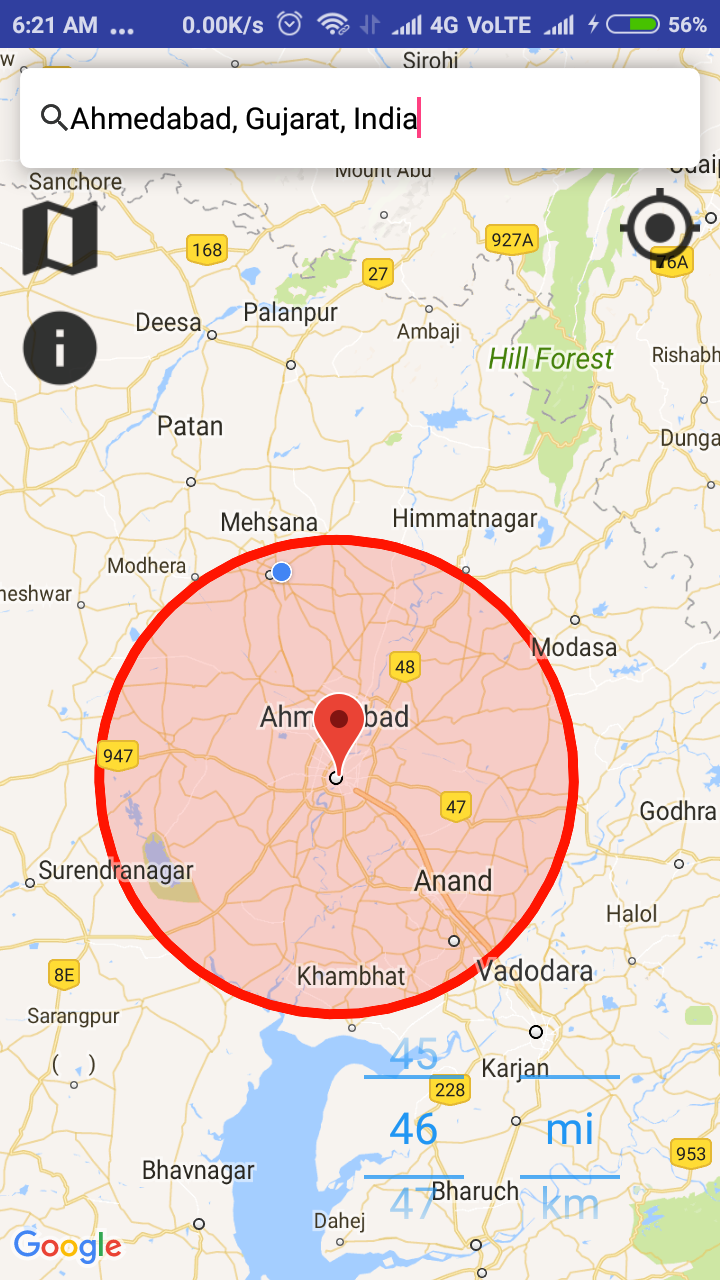 6:21 AM ... 0.00K/s 4G VoLTE 56%
Sirohi
Ahmedabad, Gujarat, India
Mount Abu
Sanchore
927A
168
27
76A
Palanpur
Deesa
Ambaji
Hill Forest
Rishabh
Patan
Dunga
Himmatnagar
Mehsana
Modhera
neshwar
Modasa
48
Ahm bad
947
47
Godhra
Surendranagar
Anand
Halol
Vadodara
Khambhat
8E
Sarangpur
45
( )
Karjan
228
46 mi
953
Bhavnagar
Bharuch
47 km
Dahej
Google